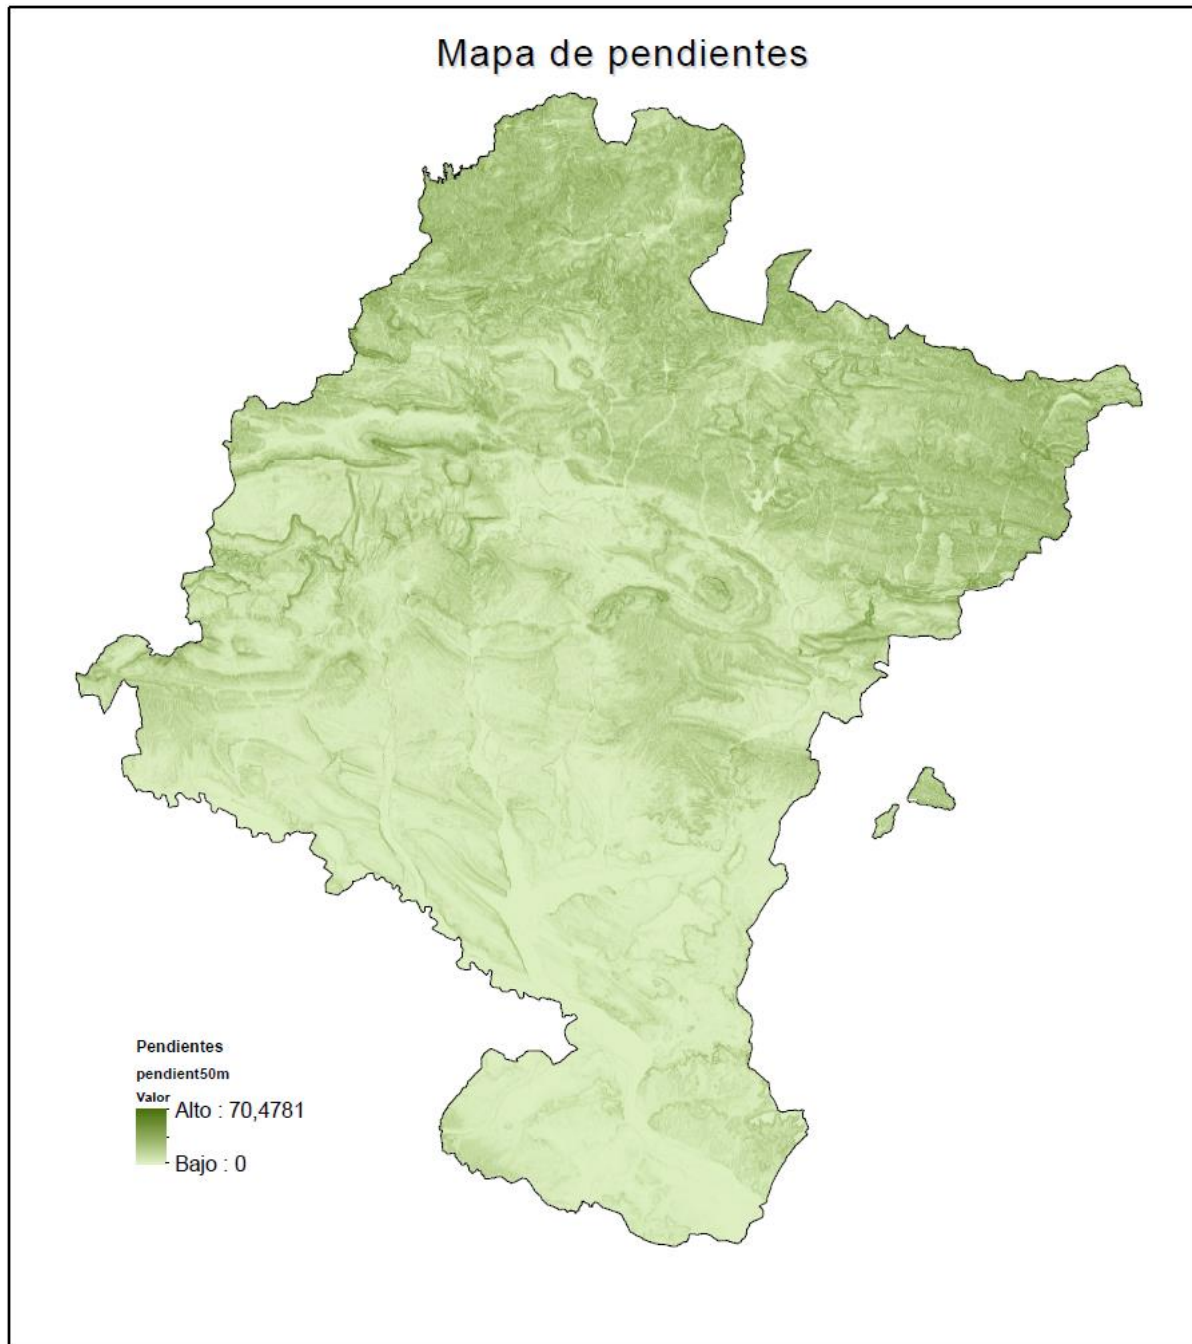 Mapa de pendientes
Pendientes
pendient50m
Valor
Alto : 70,4781
Bajo : 0